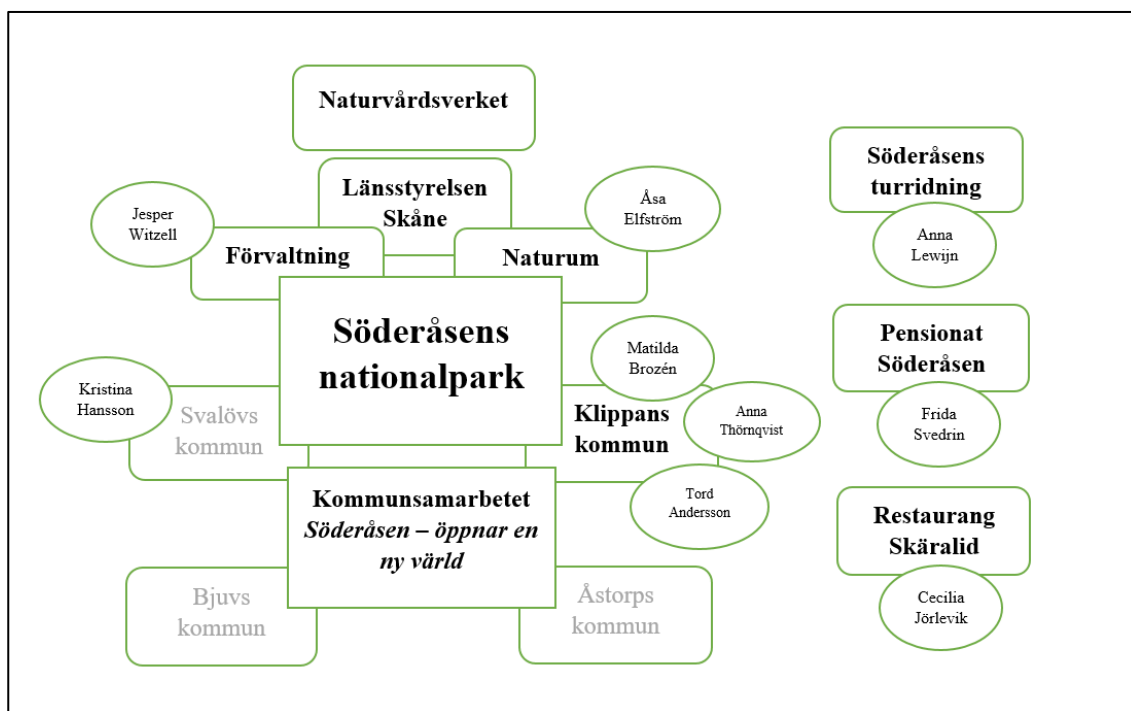 Naturvårdsverket
Länsstyrelsen
Skåne
Jesper
Witzell
Åsa
Elfström
Förvaltning
Naturum
Söderåsens
nationalpark
Kristina
Hansson
Svalövs
kommun
Matilda
Brozén
Klippans
kommun
Anna
Thörnqvist
Tord
Andersson
Kommunsamarbetet
Söderåsen – öppnar en
ny värld
Bjuvs
kommun
Åstorps
kommun
Söderåsens
turridning
Anna
Lewijn
Pensionat
Söderåsen
Frida
Svedrin
Restaurang
Skäralid
Cecilia
Jörlevik